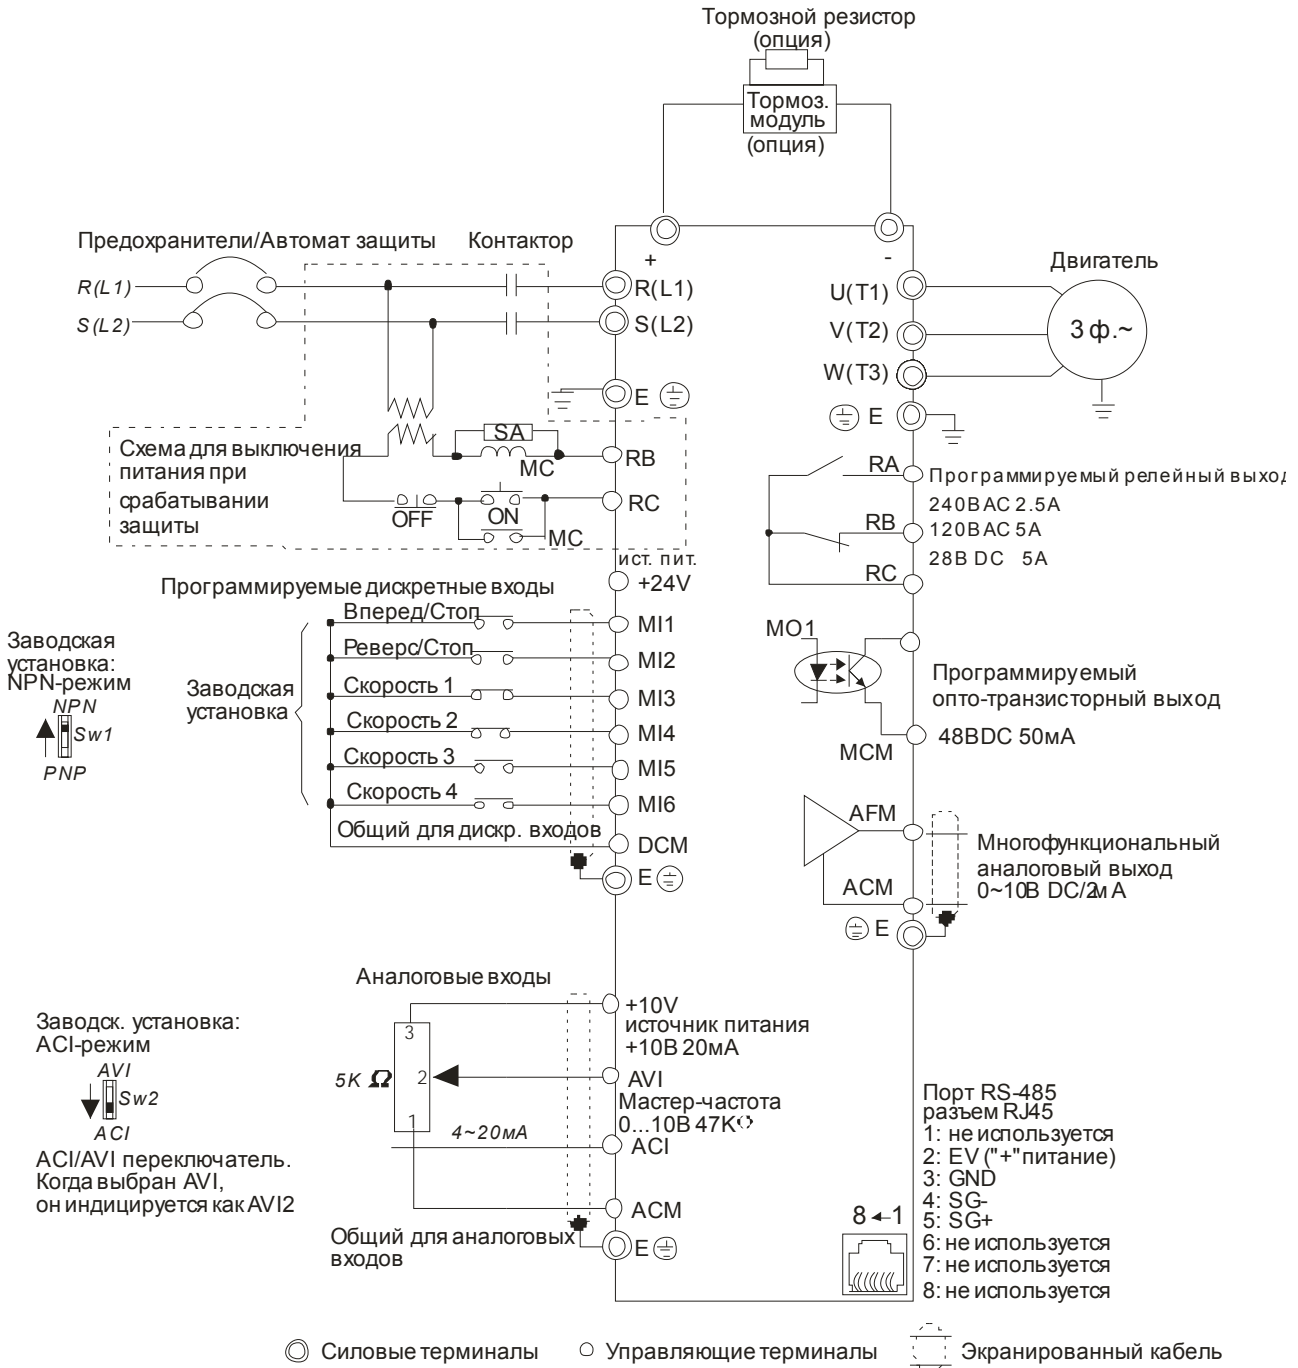 Тормозной резистор
(опция)
Тормоз.
модуль
(опция)
Предохранители/Автомат защиты
Контактор
+
-
Двигатель
R(L1)
R(L1)
U(T1)
S(L2)
S(L2)
V(T2)
3 ф.~
W(T3)
E
E
Схема для выключения
питания при
срабатывании
защиты
SA
MC
RB
OFF
ON
RC
MC
RA
Программируемый релейный выход
240В AC 2.5A
RB
120В AC 5A
28В DC 5A
RC
ист. пит.
+24V
Программируемые дискретные входы
Вперед/Стоп
MI1
Реверс/Стоп
MI2
Скорость 1
MI3
Скорость 2
MI4
Скорость 3
MI5
Скорость 4
MI6
Общий для дискр. входов
DCM
E
Заводская
установка:
NPN-режим
NPN
Sw1
PNP
Заводская
установка
MO1
Программируемый
опто-транзисторный выход
MCM
48В DC 50мА
AFM
ACM
Многофункциональный
аналоговый выход
0~10В DC/2мА
E
Аналоговые входы
+10V
источник питания
+10В 20мА
3
5K Ω
2
AVI
Мастер-частота
0...10В 47К
1
4~20мА
ACI
ACM
Общий для аналоговых
входов
E
Заводск. установка:
ACI-режим
AVI
Sw2
ACI
ACI/AVI переключатель.
Когда выбран AVI,
он индицируется как AVI2
Порт RS-485
разъем RJ45
1: не используется
2: EV ("+"питание)
3: GND
4: SG-
5: SG+
6: не используется
7: не используется
8: не используется
8 ← 1
Силовые терминалы
Управляющие терминалы
Экранированный кабель